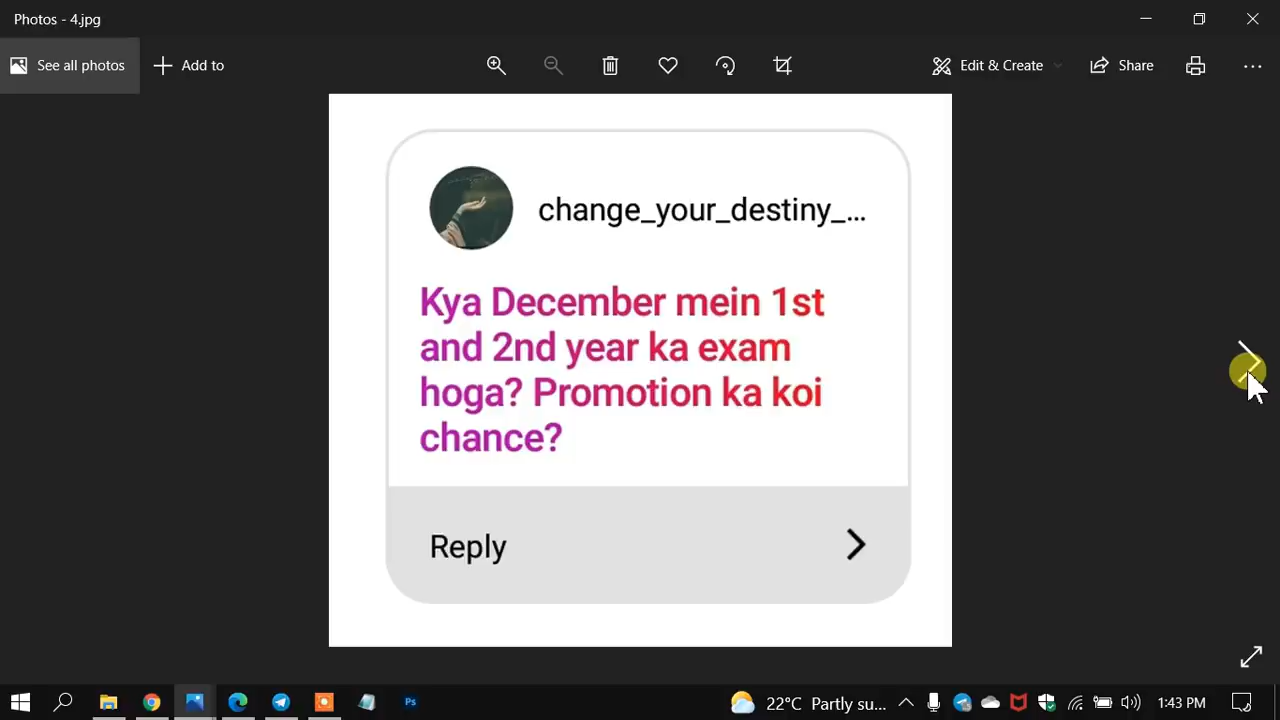 Photos - 4.jpg
See all photos
Add to
Edit & Create
Share
change_your_destiny_...
Kya December mein 1st
and 2nd year ka exam
hoga? Promotion ka koi
chance?
Reply
Ps
22°C Partly su...
1:43 PM